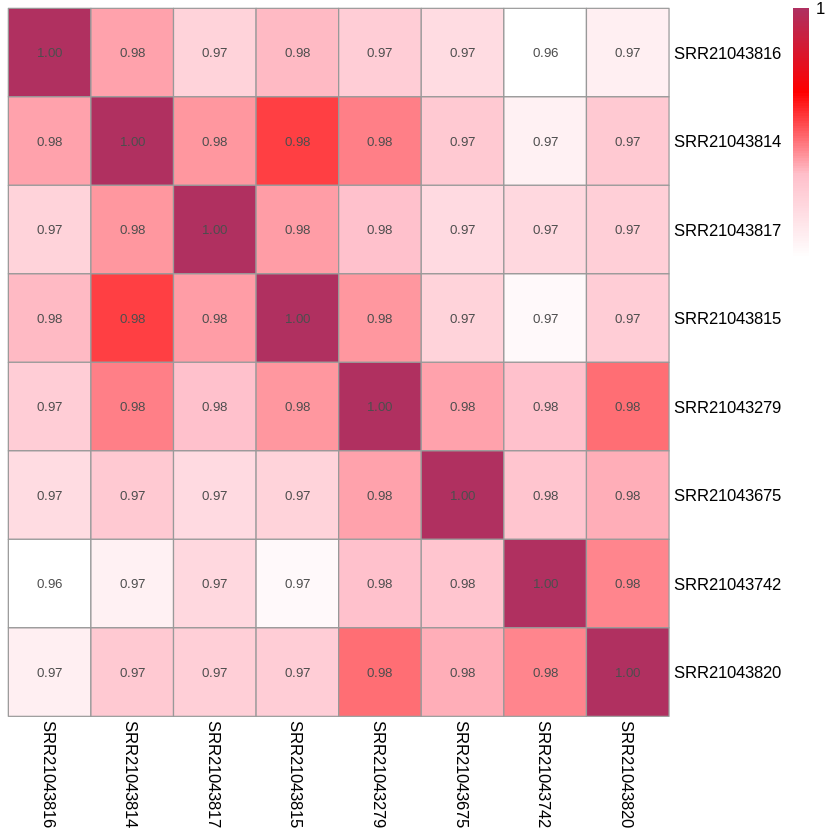 1
1.00 0.98 0.97 0.98 0.97 0.97 0.96 0.97 SRR21043816
0.98 1.00 0.98 0.98 0.98 0.97 0.97 0.97 SRR21043814
0.97 0.98 1.00 0.98 0.98 0.97 0.97 0.97 SRR21043817
0.98 0.98 0.98 1.00 0.98 0.97 0.97 0.97 SRR21043815
0.97 0.98 0.98 0.98 1.00 0.98 0.98 0.98 SRR21043279
0.97 0.97 0.97 0.97 0.98 1.00 0.98 0.98 SRR21043675
0.96 0.97 0.97 0.97 0.98 0.98 1.00 0.98 SRR21043742
0.97 0.97 0.97 0.97 0.98 0.98 0.98 1.00 SRR21043820
SRR21043816
SRR21043814
SRR21043817
SRR21043815
SRR21043279
SRR21043675
SRR21043742
SRR21043820